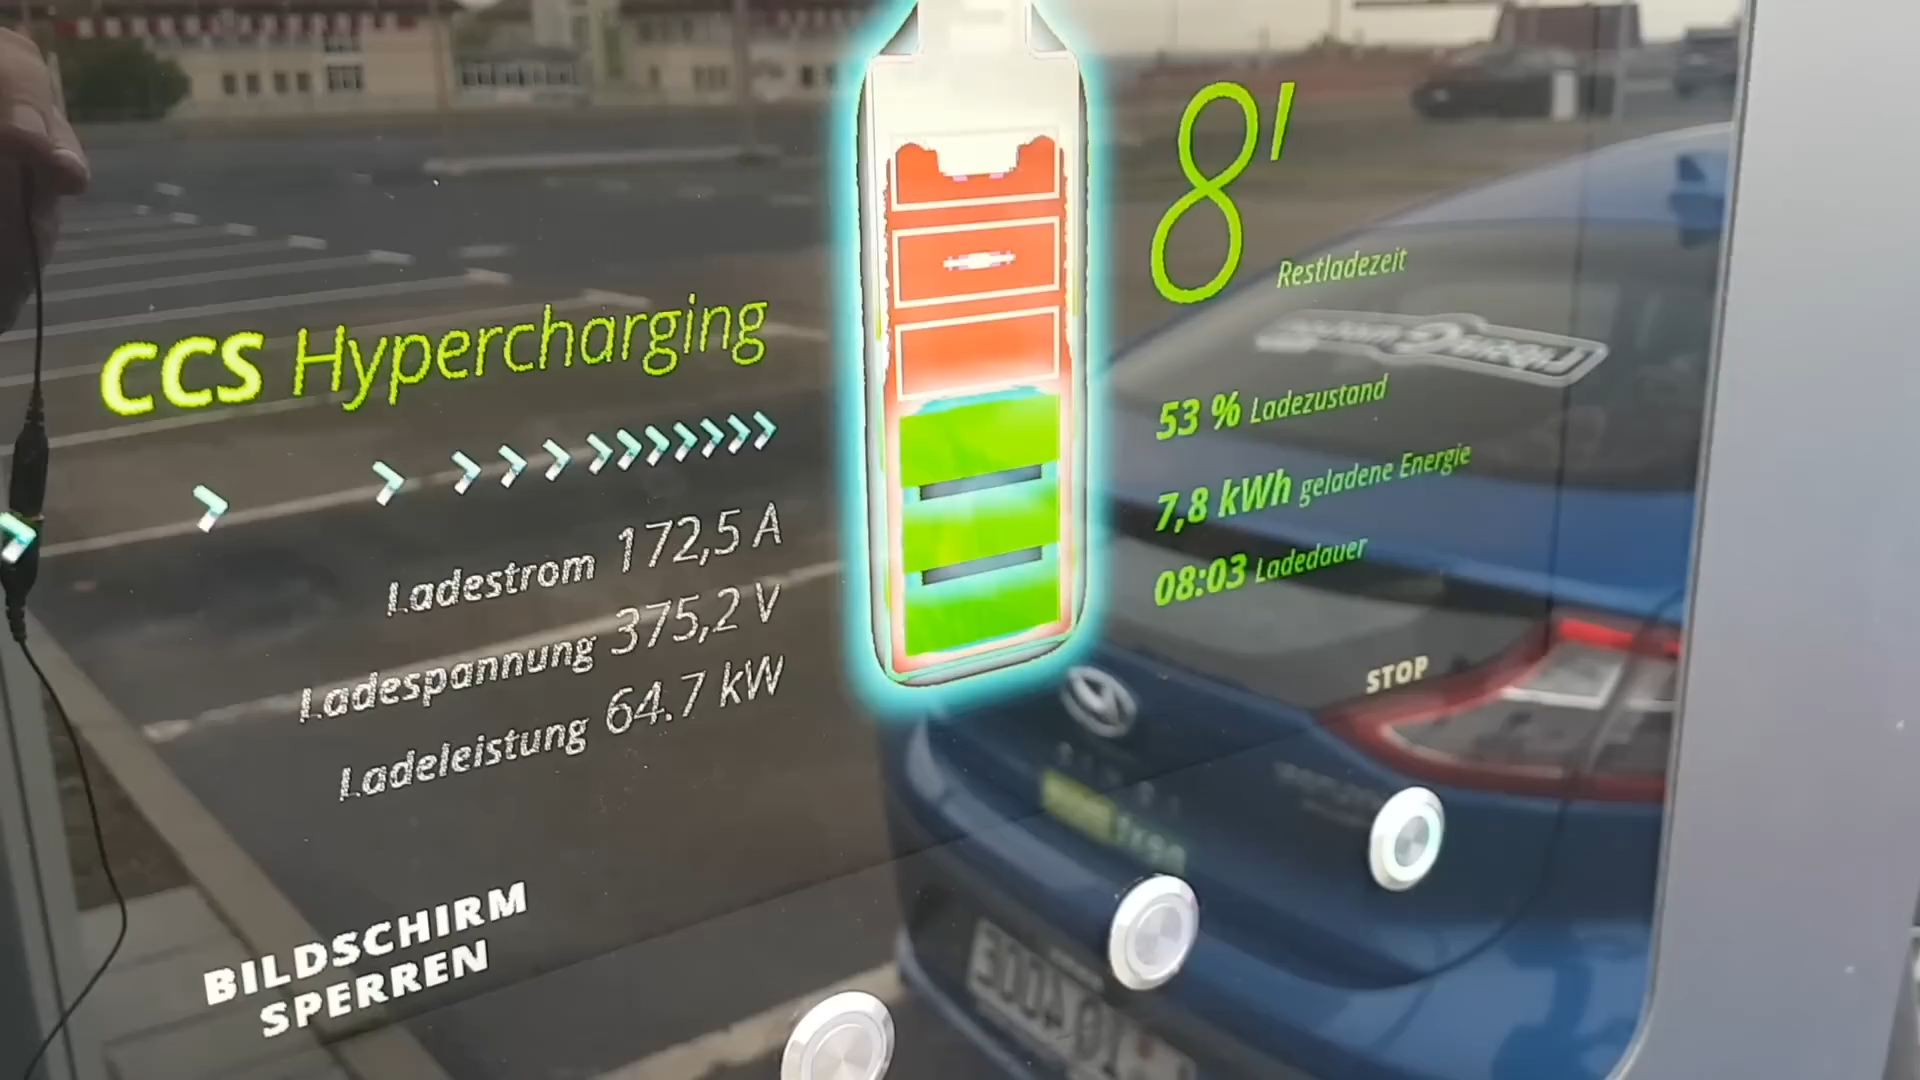 CCS Hypercharging
Ladestrom 172,5 A
Ladespannung 375,2 V
Ladeleistung 64.7 kW
BILDSCHIRM
SPERREN
8'
Restladezeit
53 % Ladezustand
7,8 kWh geladene Energie
08:03 Ladedauer
STOP